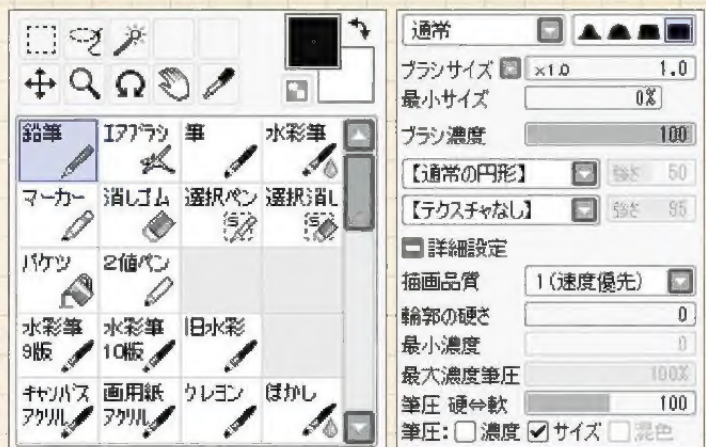 鉛筆 エアブラシ 筆 水彩筆
マーカー 消しゴム 選択ペン 選択消し
バケツ 2値ペン
水彩筆 水彩筆 旧水彩
9版 10版
キャンバス 画用紙 クレヨン ぼかし
アクリル アクリル
通常
ブラシサイズ ×1.0 1.0
最小サイズ 0%
ブラシ濃度 100
【通常の円形】 強さ 50
【テクスチャなし】 強さ 95
詳細設定
描画品質 1(速度優先)
輪郭の硬さ 0
最小濃度 0
最大濃度筆圧 100%
筆圧 硬⇔軟 100
筆圧: 濃度 サイズ 混色